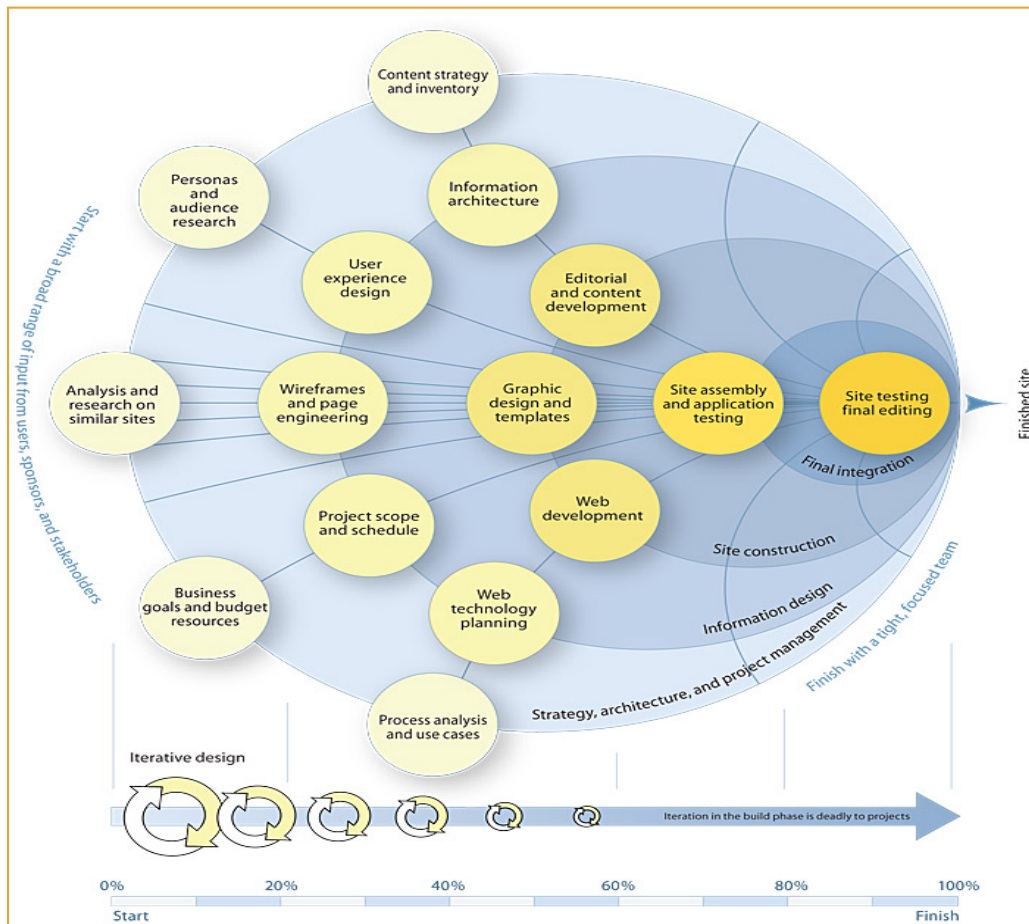 Content strategy
and inventory
Personas
and
audience
research
Information
architecture
Start with a broad range of input from users, sponsors, and stakeholders
User
experience
design
Editorial
and content
development
Analysis and
research on
similar sites
Wireframes
and page
engineering
Graphic
design and
templates
Site assembly
and application
testing
Site testing
final editing
Finished site
Final integration
Project scope
and schedule
Web
development
Site construction
Business
goals and budget
resources
Web
technology
planning
Information design
Strategy, architecture, and project management
Finish with a tight, focused team
Process analysis
and use cases
Iterative design
Iteration in the build phase is deadly to projects
0% 20% 40% 60% 80% 100%
Start Finish